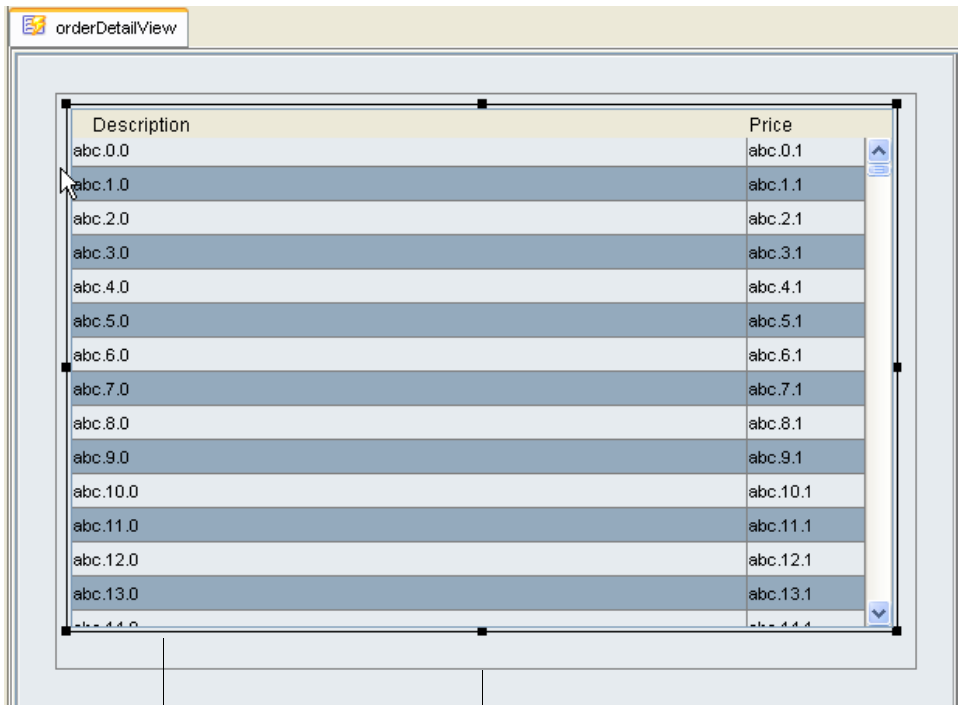 orderDetailView
Description Price
abc.0.0 abc.0.1
abc.1.0 abc.1.1
abc.2.0 abc.2.1
abc.3.0 abc.3.1
abc.4.0 abc.4.1
abc.5.0 abc.5.1
abc.6.0 abc.6.1
abc.7.0 abc.7.1
abc.8.0 abc.8.1
abc.9.0 abc.9.1
abc.10.0 abc.10.1
abc.11.0 abc.11.1
abc.12.0 abc.12.1
abc.13.0 abc.13.1